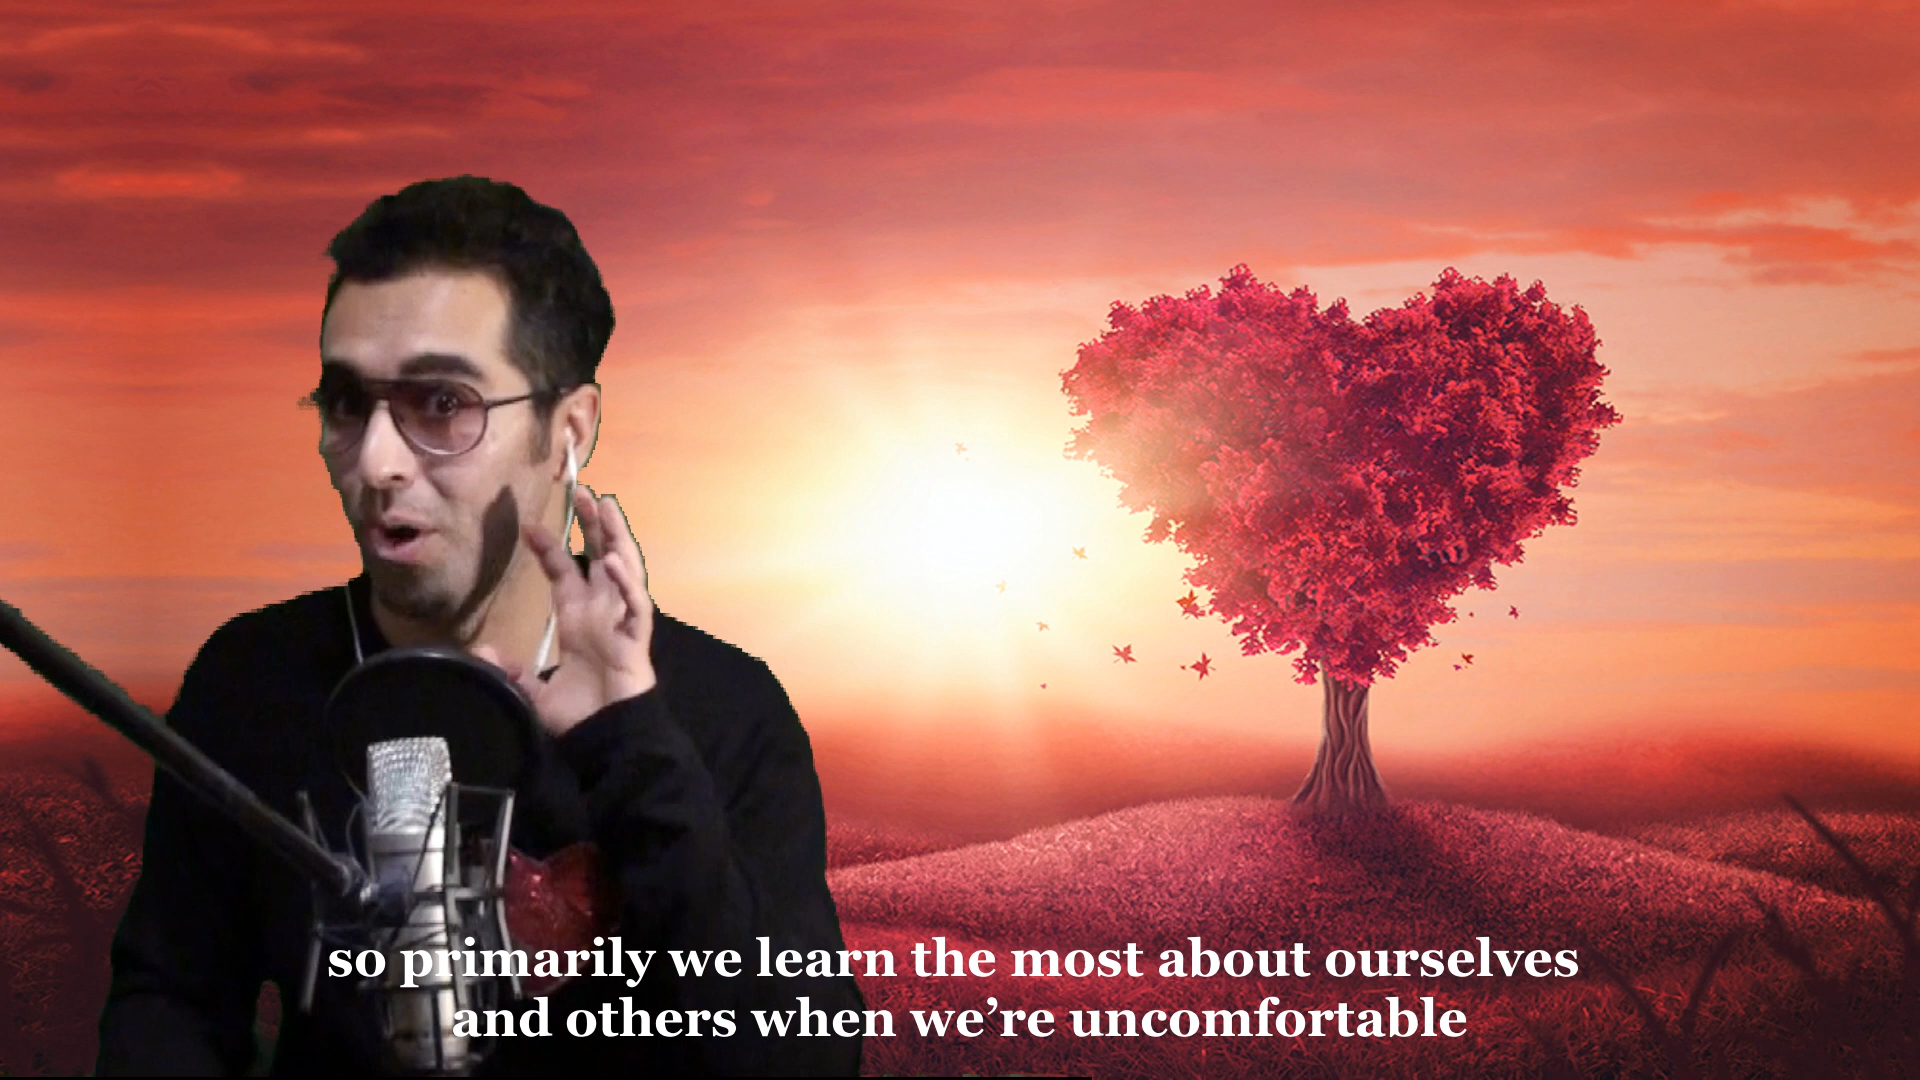 so primarily we learn the most about ourselves
and others when we’re uncomfortable